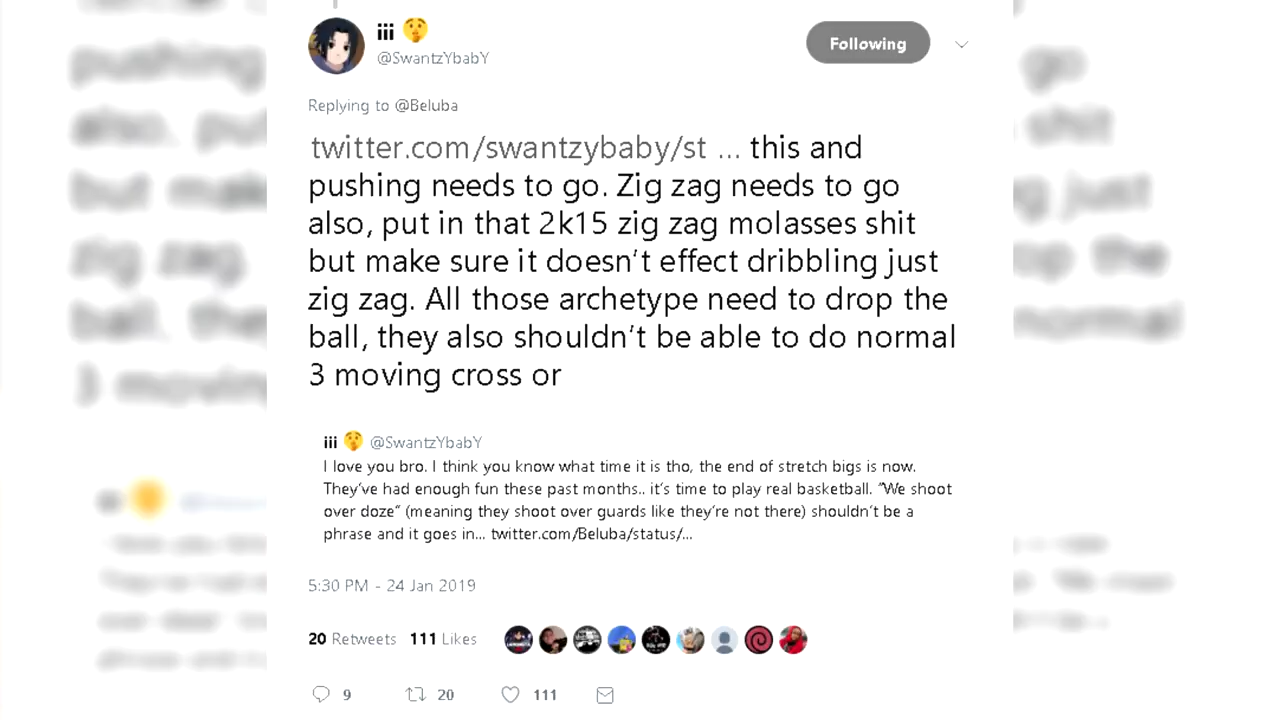 iii
@SwantzYbabY
Following
Replying to @Beluba
twitter.com/swantzybaby/st ... this and
pushing needs to go. Zig zag needs to go
also, put in that 2k15 zig zag molasses shit
but make sure it doesn't effect dribbling just
zig zag. All those archetype need to drop the
ball, they also shouldn't be able to do normal
3 moving cross or
iii @SwantzYbabY
I love you bro. I think you know what time it is tho, the end of stretch bigs is now.
They've had enough fun these past months.. it's time to play real basketball. "We shoot
over doze" (meaning they shoot over guards like they're not there) shouldn't be a
phrase and it goes in... twitter.com/Beluba/status/...
5:30 PM - 24 Jan 2019
20 Retweets 111 Likes
9 20 111